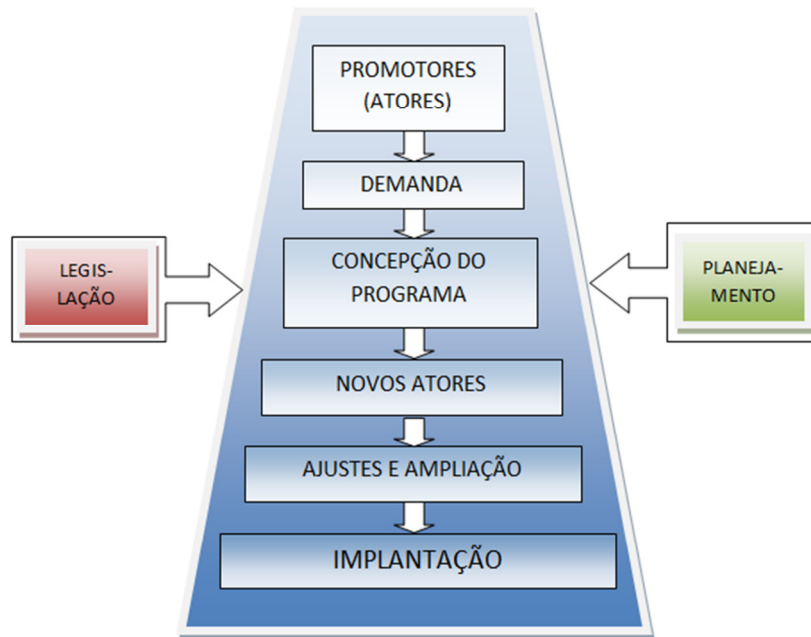 PROMOTORES
(ATORES)
DEMANDA
CONCEPÇÃO DO
PROGRAMA
LEGIS-
LAÇÃO
PLANEJA-
MENTO
NOVOS ATORES
AJUSTES E AMPLIAÇÃO
IMPLANTAÇÃO